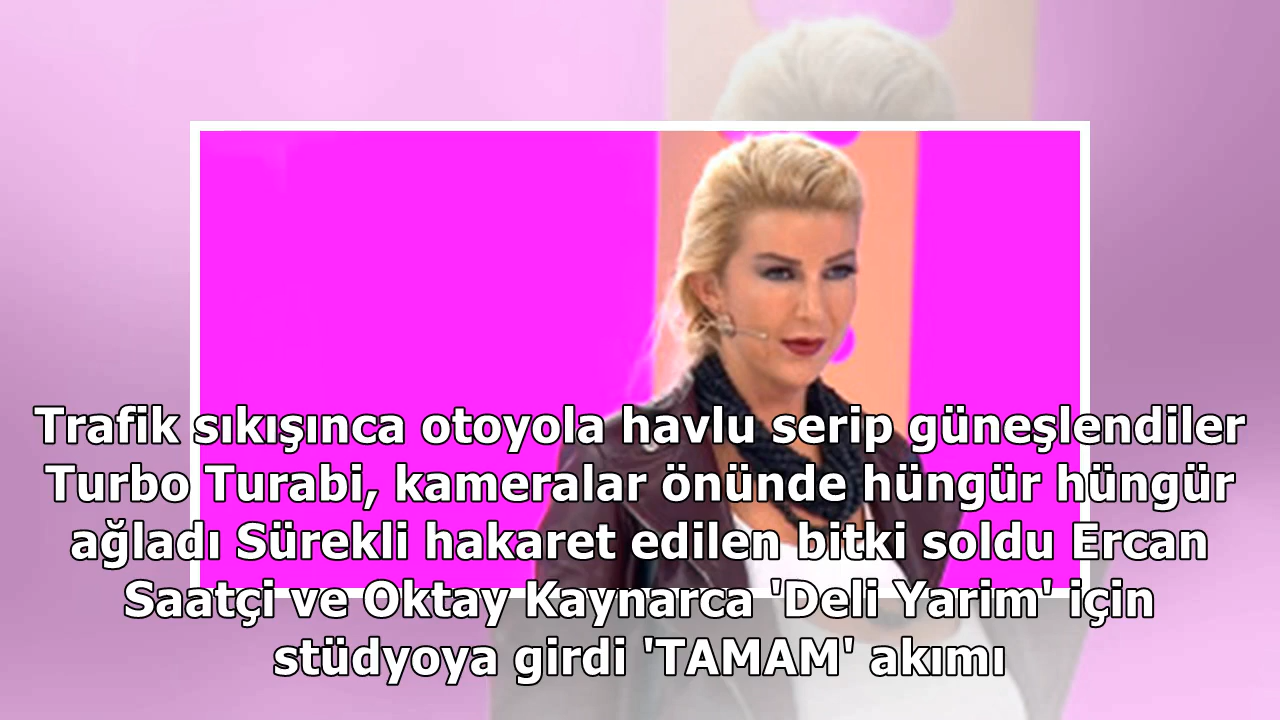 Trafik sıkışınca otoyola havlu serip güneşlendiler
Turbo Turabi, kameralar önünde hüngür hüngür
ağladı Sürekli hakaret edilen bitki soldu Ercan
Saatçi ve Oktay Kaynarca 'Deli Yarim' için
stüdyoya girdi 'TAMAM' akımı